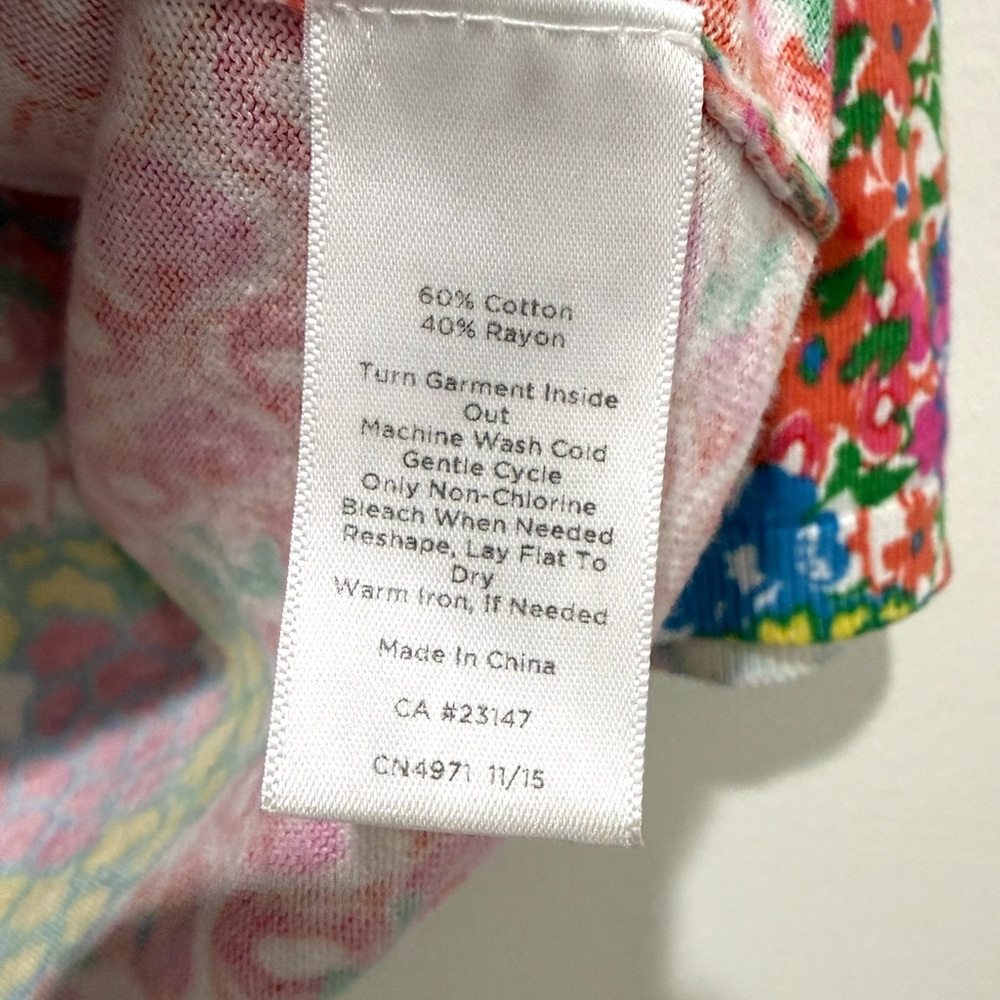 60% Cotton
40% Rayon
Turn Garment Inside
Out
Machine Wash Cold
Gentle Cycle
Only Non-Chlorine
Bleach When Needed
Reshape, Lay Flat To
Dry
Warm Iron, If Needed
Made In China
CA #23147
CN4971 11/15